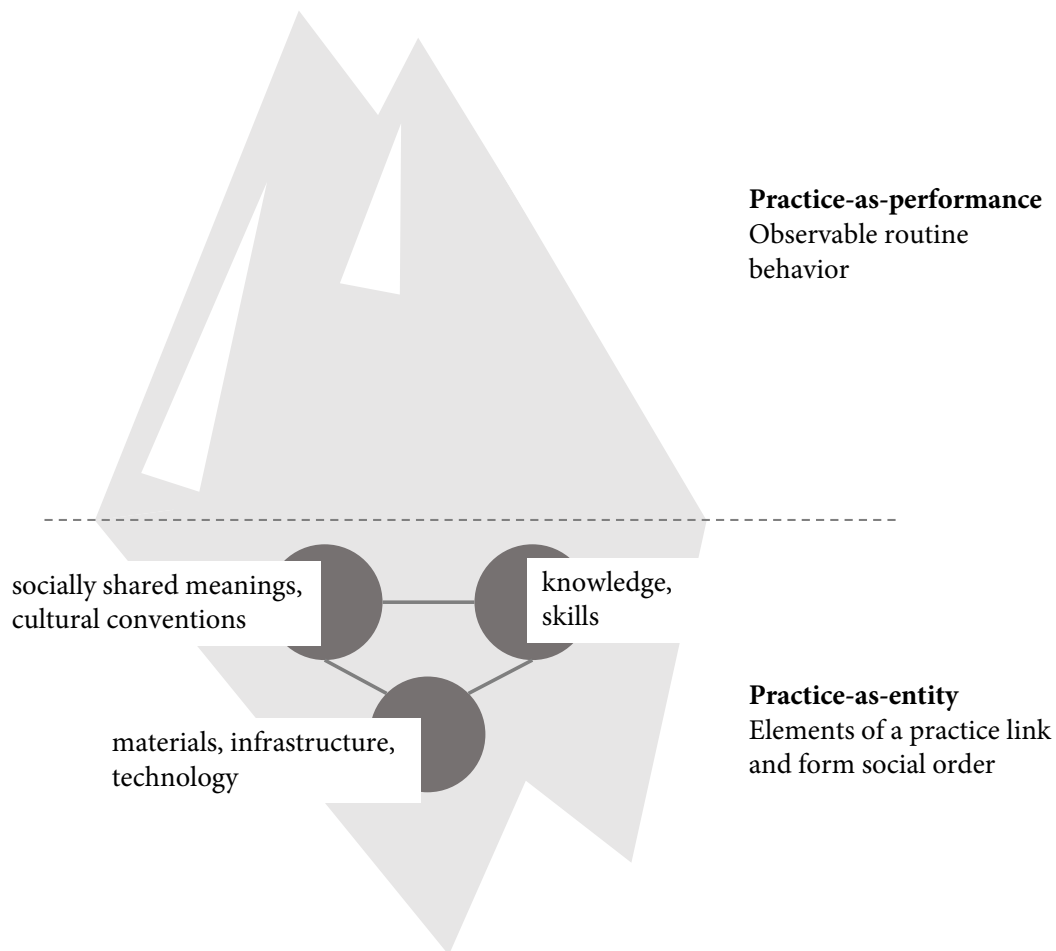 Practice-as-performance
Observable routine
behavior
socially shared meanings,
cultural conventions
knowledge,
skills
materials, infrastructure,
technology
Practice-as-entity
Elements of a practice link
and form social order